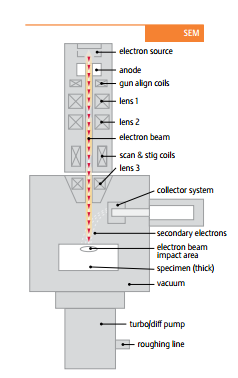 SEM
electron source
anode
gun align coils
lens 1
lens 2
electron beam
scan & stig coils
lens 3
collector system
secondary electrons
electron beam
impact area
specimen (thick)
vacuum
turbo/diff pump
roughing line